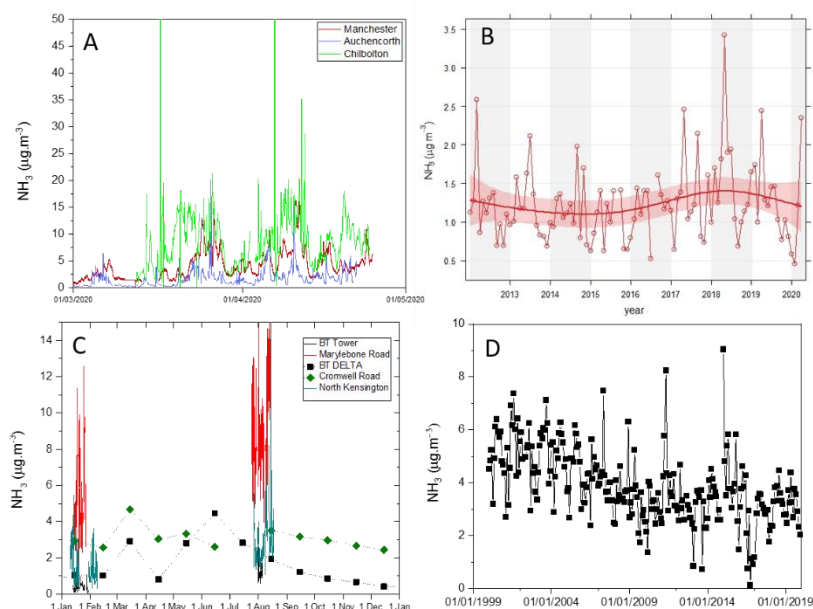 A
Manchester
Auchencorth
Chilbolton
NH3 (µg.m-3)
50
45
40
35
30
25
20
15
10
5
0
01/03/2020
01/04/2020
01/05/2020
B
NH3 (µg m-3)
3.5
3.0
2.5
2.0
1.5
1.0
0.5
2013
2014
2015
2016
2017
2018
2019
2020
year
C
BT Tower
Marylebone Road
BT DELTA
Cromwell Road
North Kensington
NH3 (µg.m-3)
14
12
10
8
6
4
2
0
1 Jan
1 Feb
1 Mar
1 Apr
1 May
1 Jun
1 Jul
1 Aug
1 Sep
1 Oct
1 Nov
1 Dec
1 Jan
D
NH3 (µg.m-3)
10
8
6
4
2
0
01/01/1999
01/01/2004
01/01/2009
01/01/2014
01/01/2019